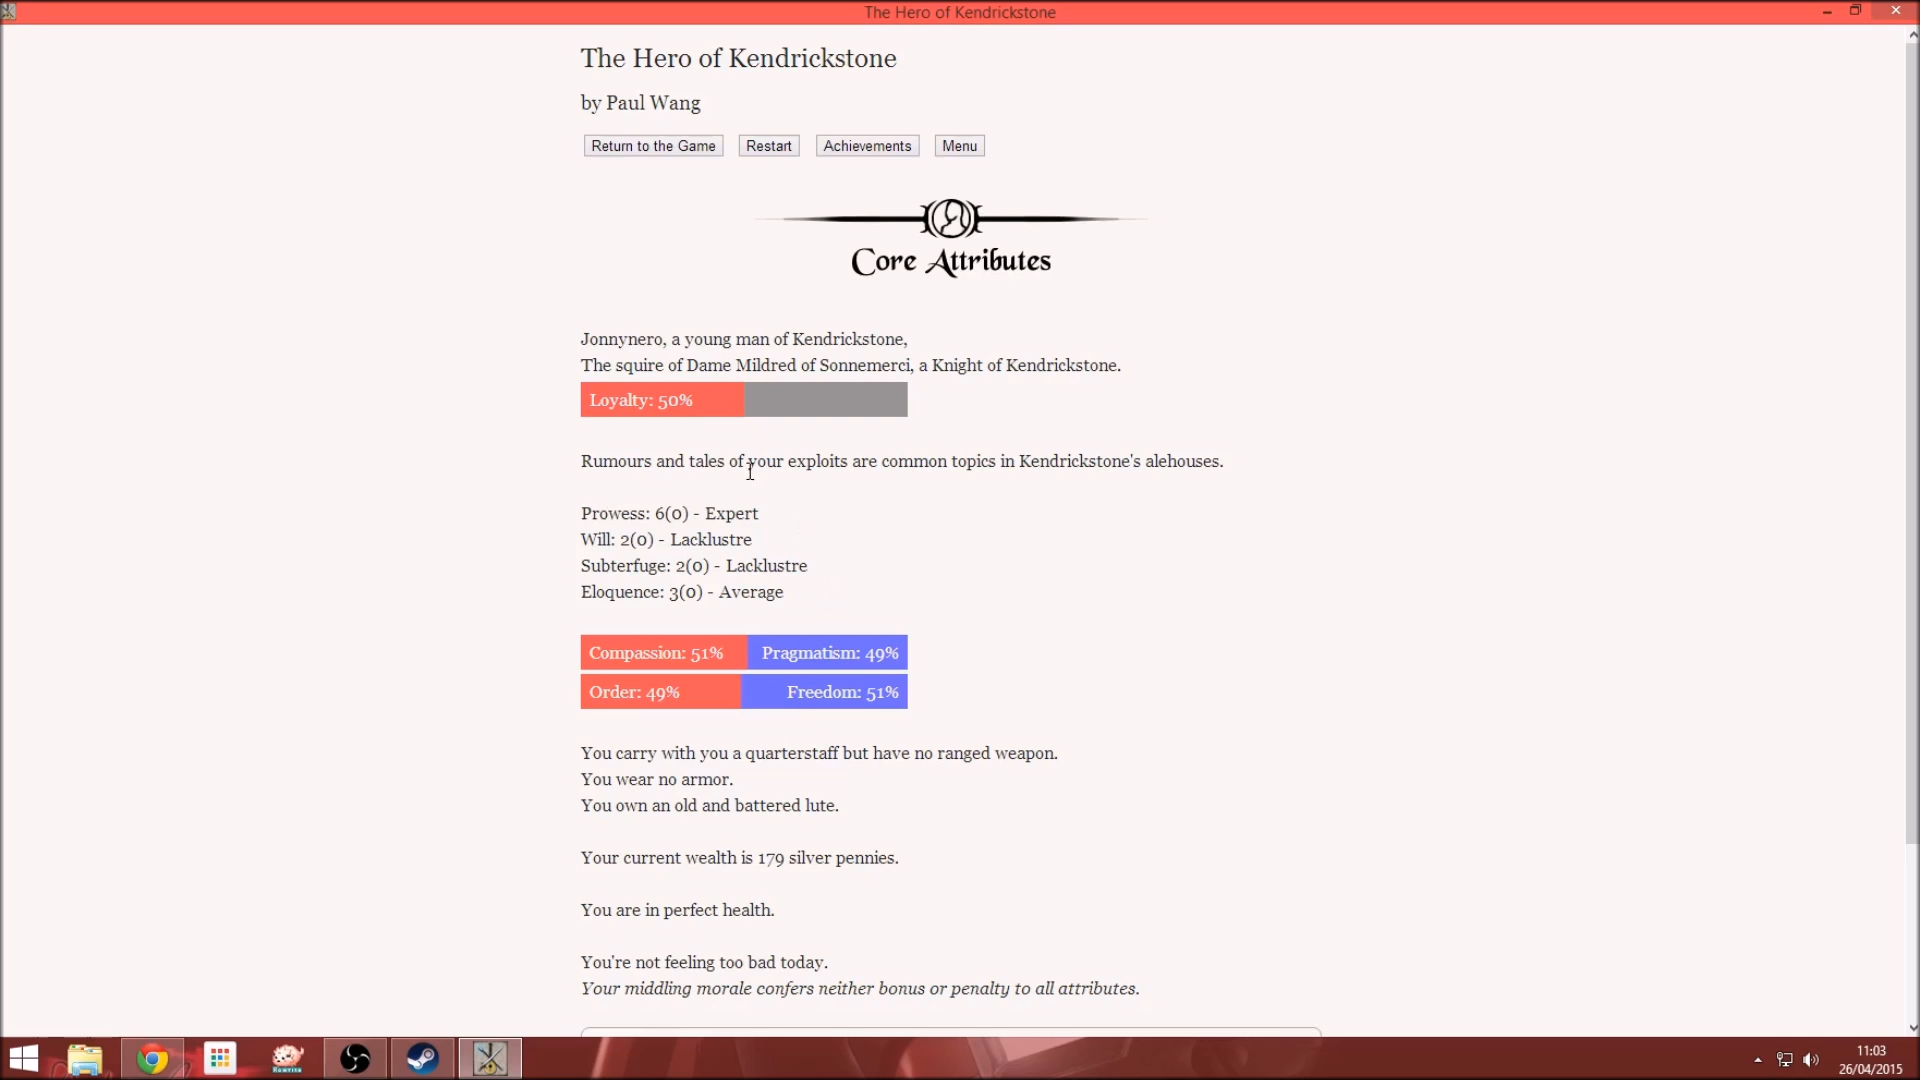 The Hero of Kendrickstone
The Hero of Kendrickstone
by Paul Wang
Return to the Game Restart Achievements Menu
Core Attributes
Jonnynero, a young man of Kendrickstone,
The squire of Dame Mildred of Sonnemerci, a Knight of Kendrickstone.
Loyalty: 50%
Rumours and tales of your exploits are common topics in Kendrickstone's alehouses.
Prowess: 6(0) - Expert
Will: 2(0) - Lacklustre
Subterfuge: 2(0) - Lacklustre
Eloquence: 3(0) - Average
Compassion: 51% Pragmatism: 49%
Order: 49% Freedom: 51%
You carry with you a quarterstaff but have no ranged weapon.
You wear no armor.
You own an old and battered lute.
Your current wealth is 179 silver pennies.
You are in perfect health.
You're not feeling too bad today.
Your middling morale confers neither bonus or penalty to all attributes.
11:03
26/04/2015